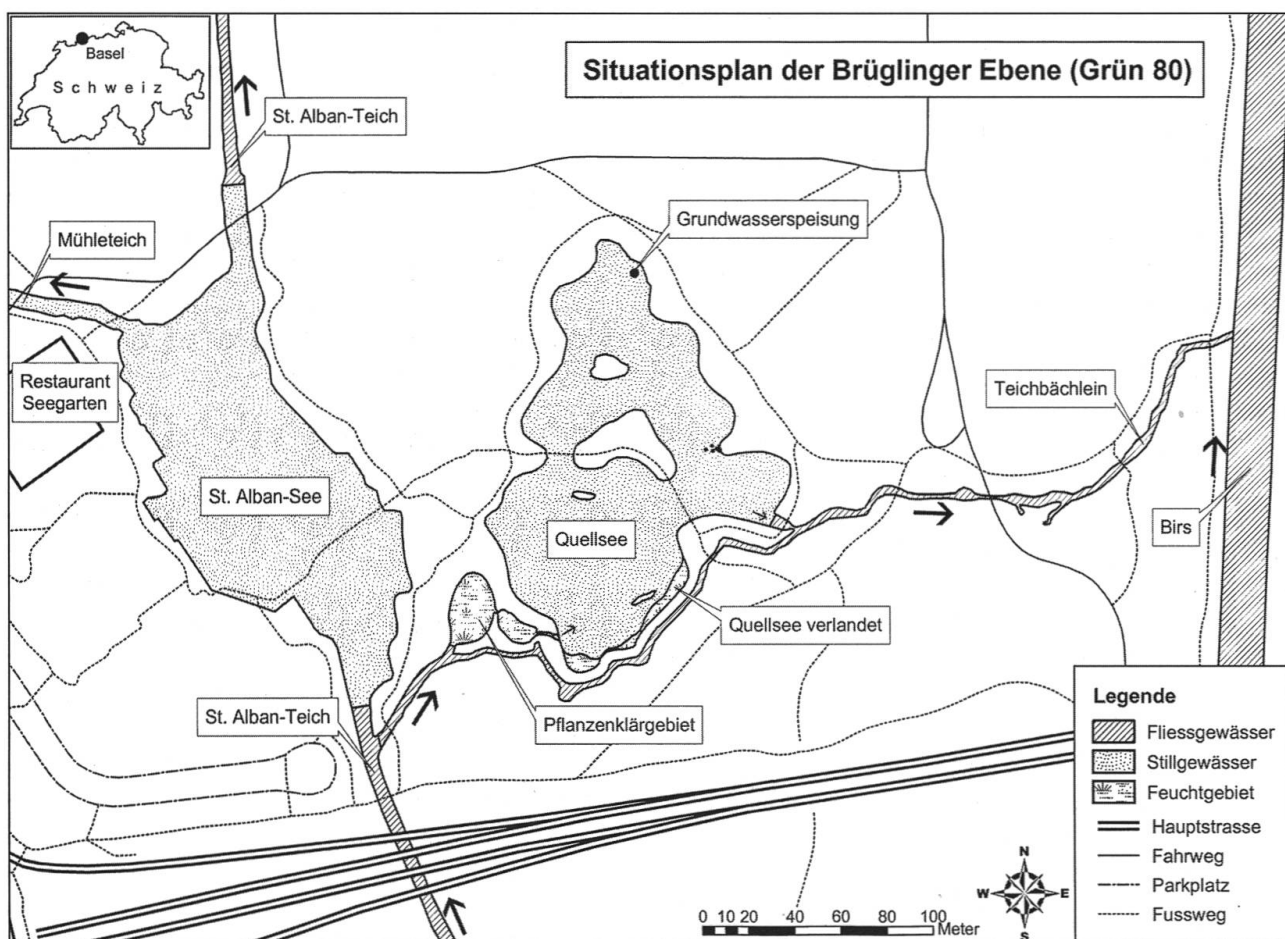 Basel
Schweiz
Situationsplan der Brüglinger Ebene (Grün 80)
St. Alban-Teich
Mühleteich
Grundwasserspeisung
Restaurant
Seegarten
Teichbächlein
St. Alban-See
Quellsee
Birs
Quellsee verlandet
St. Alban-Teich
Pflanzenklärgebiet
Legende
Fliessgewässer
Stillgewässer
Feuchtgebiet
Hauptstrasse
Fahrweg
Parkplatz
Fussweg
N
W E
S
0 10 20 40 60 80 100 Meter